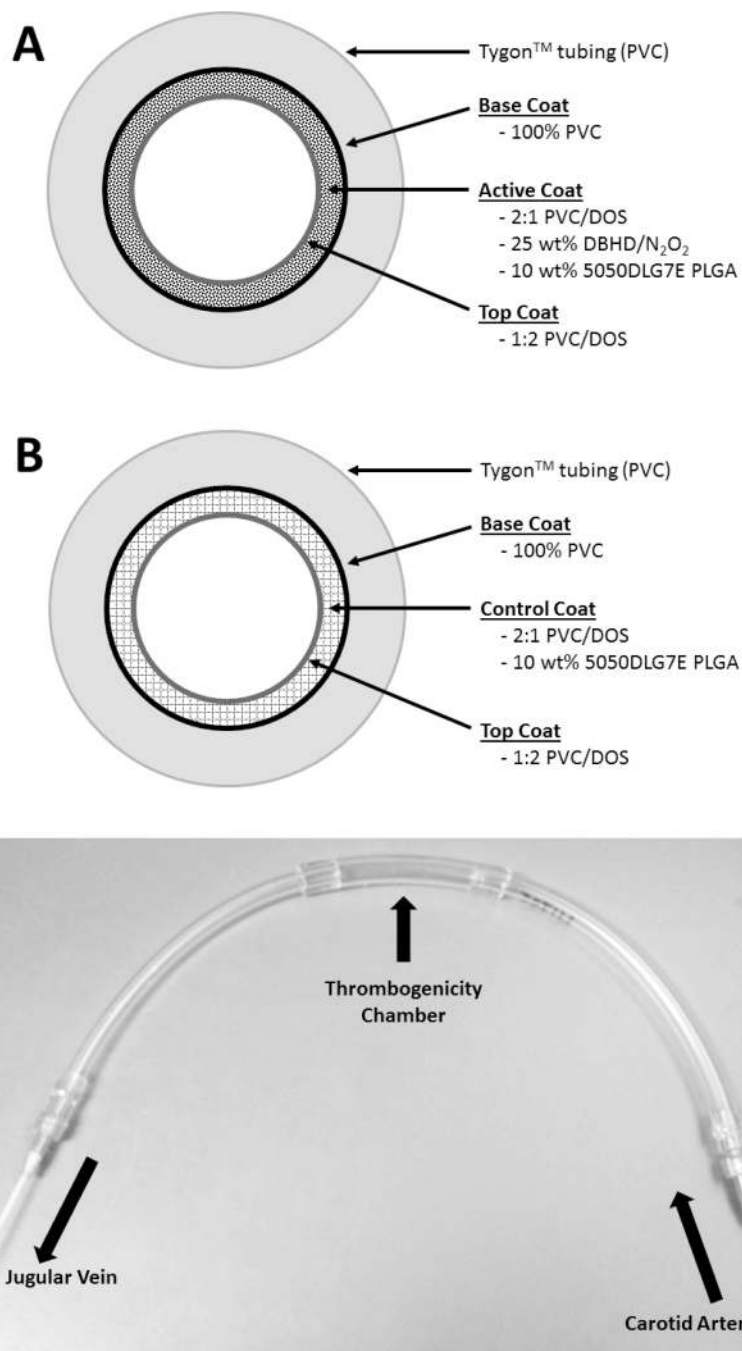 A
Tygon™ tubing (PVC)
Base Coat
- 100% PVC
Active Coat
- 2:1 PVC/DOS
- 25 wt% DBHD/N₂O₂
- 10 wt% 5050DLG7E PLGA
Top Coat
- 1:2 PVC/DOS
B
Tygon™ tubing (PVC)
Base Coat
- 100% PVC
Control Coat
- 2:1 PVC/DOS
- 10 wt% 5050DLG7E PLGA
Top Coat
- 1:2 PVC/DOS
Thrombogenicity
Chamber
Jugular Vein
Carotid Arter